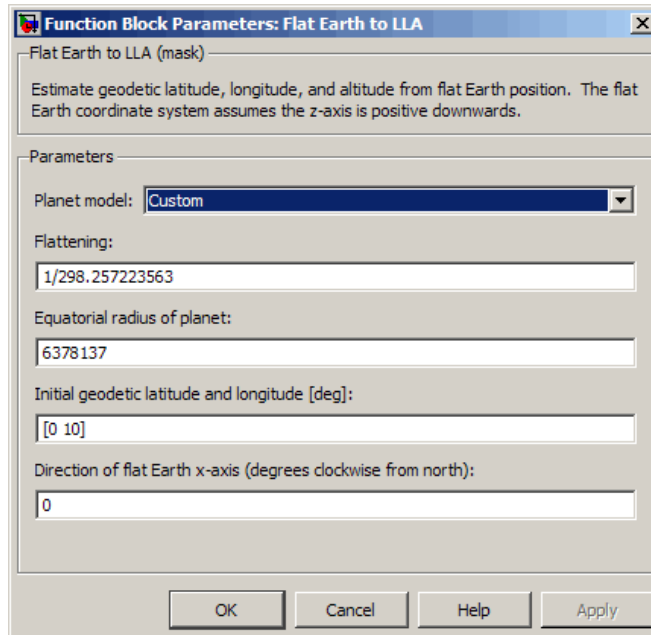 Function Block Parameters: Flat Earth to LLA
Flat Earth to LLA (mask)
Estimate geodetic latitude, longitude, and altitude from flat Earth position. The flat
Earth coordinate system assumes the z-axis is positive downwards.
Parameters
Planet model: Custom
Flattening:
1/298.257223563
Equatorial radius of planet:
6378137
Initial geodetic latitude and longitude [deg]:
[0 10]
Direction of flat Earth x-axis (degrees clockwise from north):
0
OK Cancel Help Apply